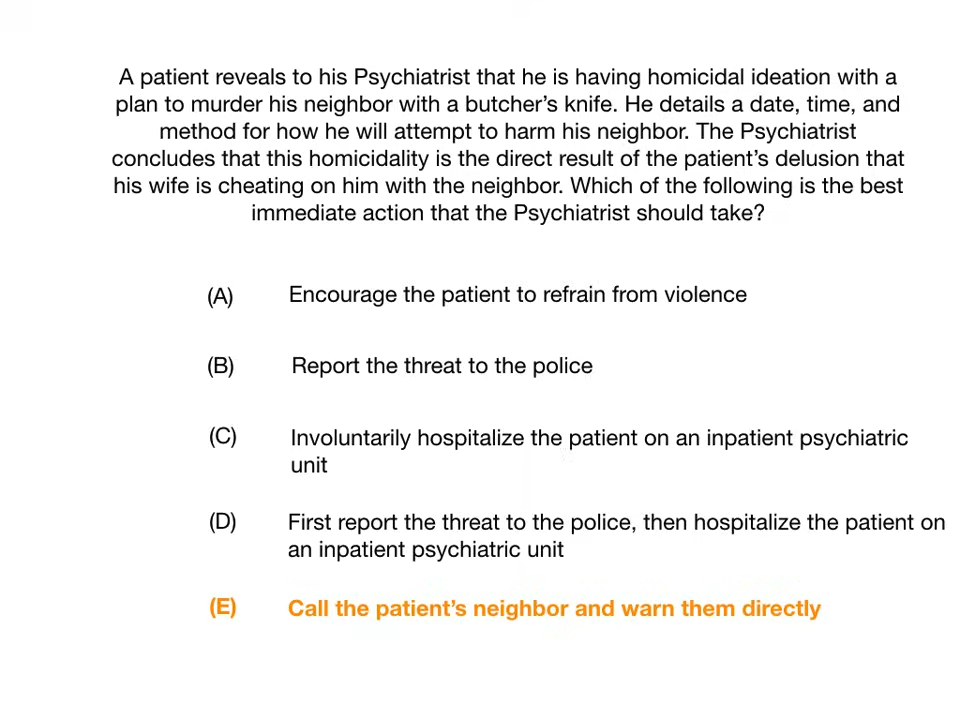 A patient reveals to his Psychiatrist that he is having homicidal ideation with a
plan to murder his neighbor with a butcher's knife. He details a date, time, and
method for how he will attempt to harm his neighbor. The Psychiatrist
concludes that this homicidality is the direct result of the patient's delusion that
his wife is cheating on him with the neighbor. Which of the following is the best
immediate action that the Psychiatrist should take?
(A) Encourage the patient to refrain from violence
(B) Report the threat to the police
(C) Involuntarily hospitalize the patient on an inpatient psychiatric
unit
(D) First report the threat to the police, then hospitalize the patient on
an inpatient psychiatric unit
(E) Call the patient's neighbor and warn them directly